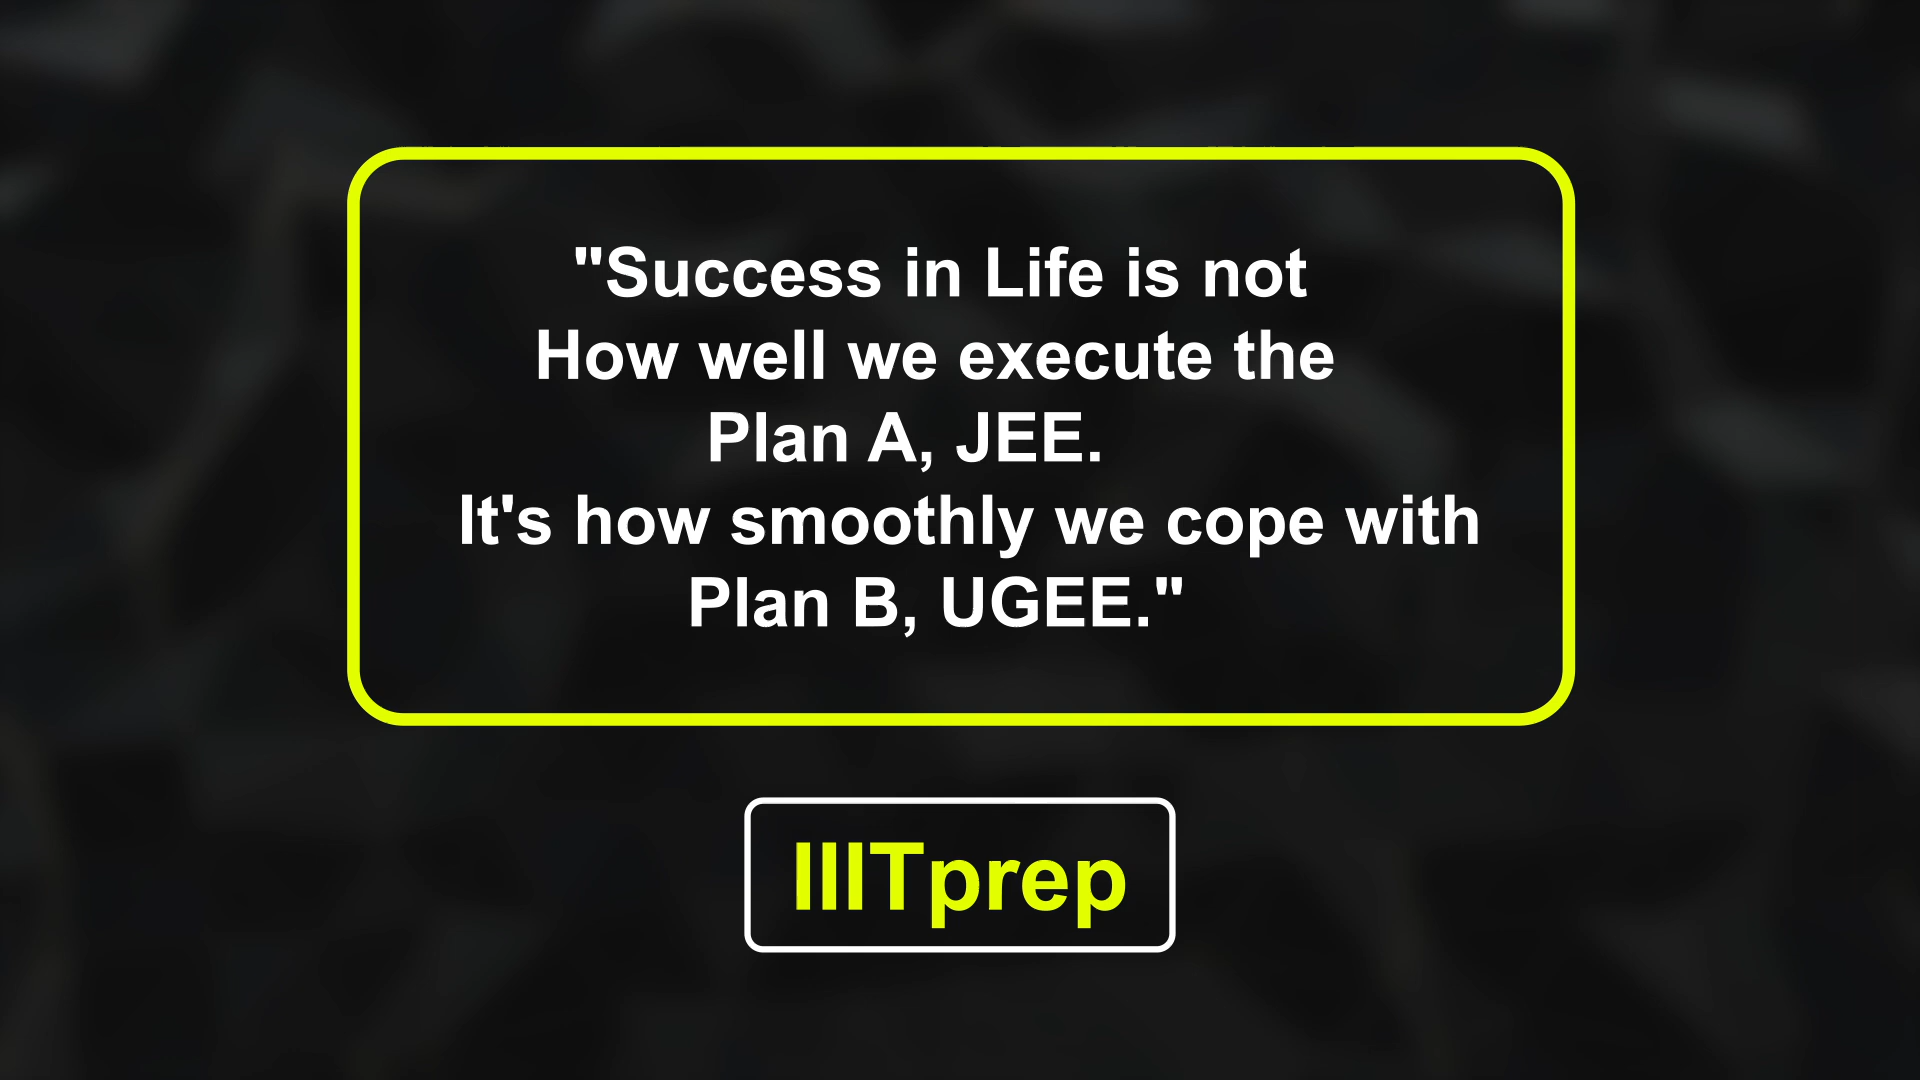 "Success in Life is not
How well we execute the
Plan A, JEE.
It's how smoothly we cope with
Plan B, UGEE."
IIITprep